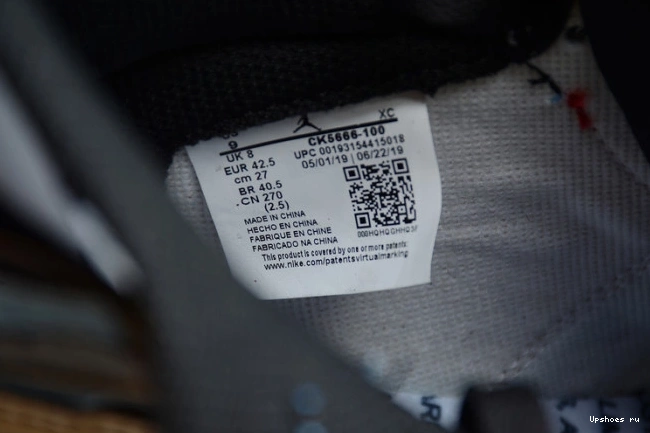 9
XC
UK 8
CK5666-100
EUR 42.5
UPC 00193154415018
cm 27
05/01/19 | 06/22/19
BR 40.5
CN 270
(2.5)
MADE IN CHINA
HECHO EN CHINA
FABRIQUE EN CHINE
FABRICADO NA CHINA
This product is covered by one or more patents:
www.nike.com/patentsvirtualmarking
Upshoes ru